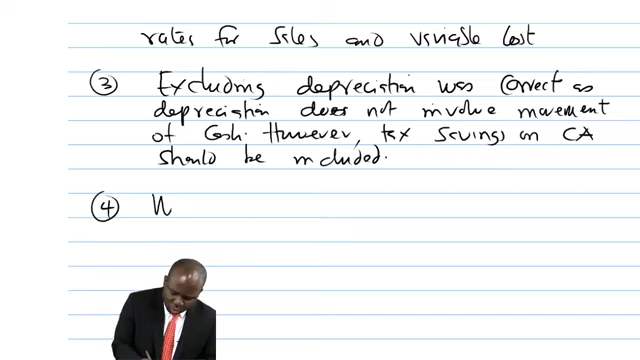 rates for sales and variable cost
③ Excluding depreciation was correct as
depreciation does not involve movement
of cash. However, tax savings on CA
should be included.
④ W